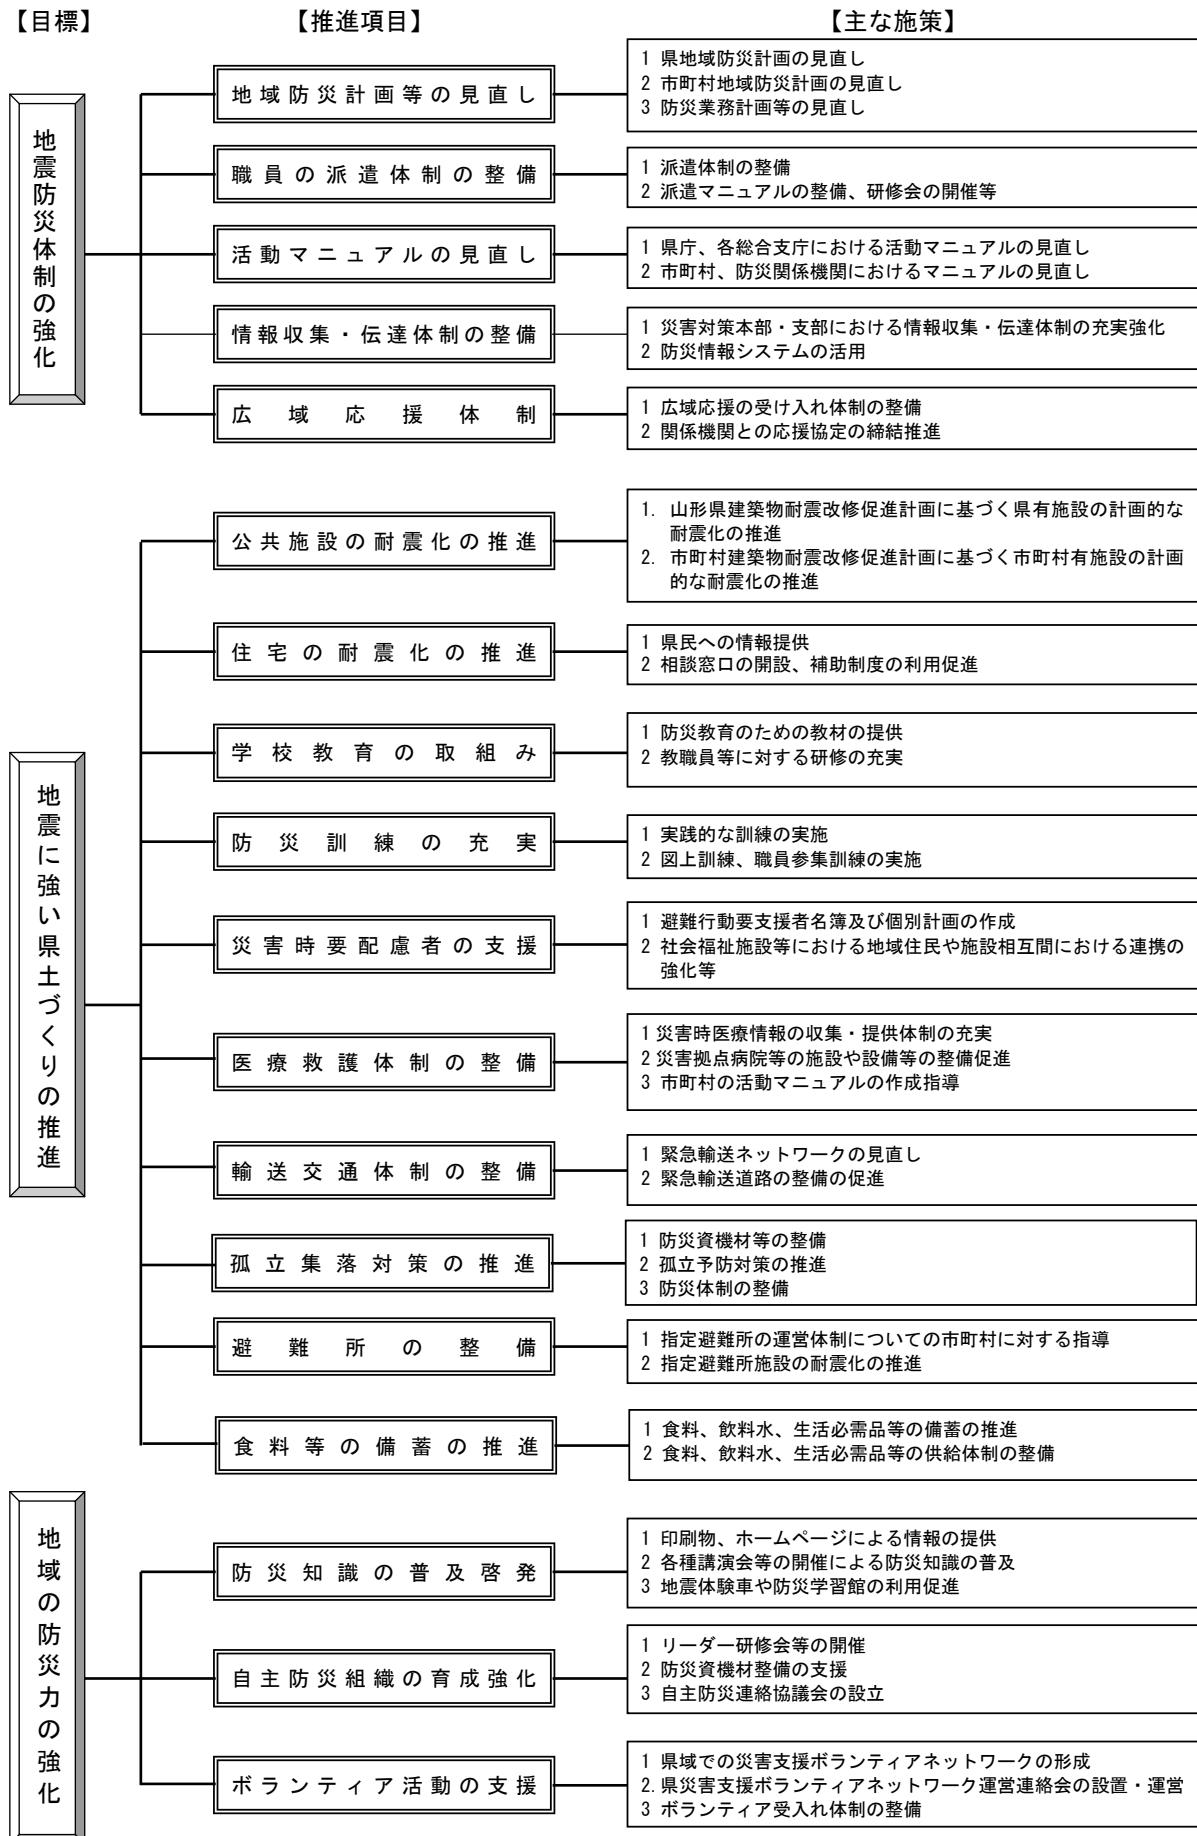 【目標】 【推進項目】 【主な施策】
地震防災体制の強化
地域防災計画等の見直し
1 県地域防災計画の見直し
2 市町村地域防災計画の見直し
3 防災業務計画等の見直し
職員の派遣体制の整備
1 派遣体制の整備
2 派遣マニュアルの整備、研修会の開催等
活動マニュアルの見直し
1 県庁、各総合支庁における活動マニュアルの見直し
2 市町村、防災関係機関におけるマニュアルの見直し
情報収集・伝達体制の整備
1 災害対策本部・支部における情報収集・伝達体制の充実強化
2 防災情報システムの活用
広域応援体制
1 広域応援の受け入れ体制の整備
2 関係機関との応援協定の締結推進
地震に強い県土づくりの推進
公共施設の耐震化の推進
1. 山形県建築物耐震改修促進計画に基づく県有施設の計画的な
耐震化の推進
2. 市町村建築物耐震改修促進計画に基づく市町村有施設の計画
的な耐震化の推進
住宅の耐震化の推進
1 県民への情報提供
2 相談窓口の開設、補助制度の利用促進
学校教育の取組み
1 防災教育のための教材の提供
2 教職員等に対する研修の充実
防災訓練の充実
1 実践的な訓練の実施
2 図上訓練、職員参集訓練の実施
災害時要配慮者の支援
1 避難行動要支援者名簿及び個別計画の作成
2 社会福祉施設等における地域住民や施設相互間における連携の
強化等
医療救護体制の整備
1 災害時医療情報の収集・提供体制の充実
2 災害拠点病院等の施設や設備等の整備促進
3 市町村の活動マニュアルの作成指導
輸送交通体制の整備
1 緊急輸送ネットワークの見直し
2 緊急輸送道路の整備の促進
孤立集落対策の推進
1 防災資機材等の整備
2 孤立予防対策の推進
3 防災体制の整備
避難所の整備
1 指定避難所の運営体制についての市町村に対する指導
2 指定避難所施設の耐震化の推進
食料等の備蓄の推進
1 食料、飲料水、生活必需品等の備蓄の推進
2 食料、飲料水、生活必需品等の供給体制の整備
地域の防災力の強化
防災知識の普及啓発
1 印刷物、ホームページによる情報の提供
2 各種講演会等の開催による防災知識の普及
3 地震体験車や防災学習館の利用促進
自主防災組織の育成強化
1 リーダー研修会等の開催
2 防災資機材整備の支援
3 自主防災連絡協議会の設立
ボランティア活動の支援
1 県域での災害支援ボランティアネットワークの形成
2. 県災害支援ボランティアネットワーク運営連絡会の設置・運営
3 ボランティア受入れ体制の整備